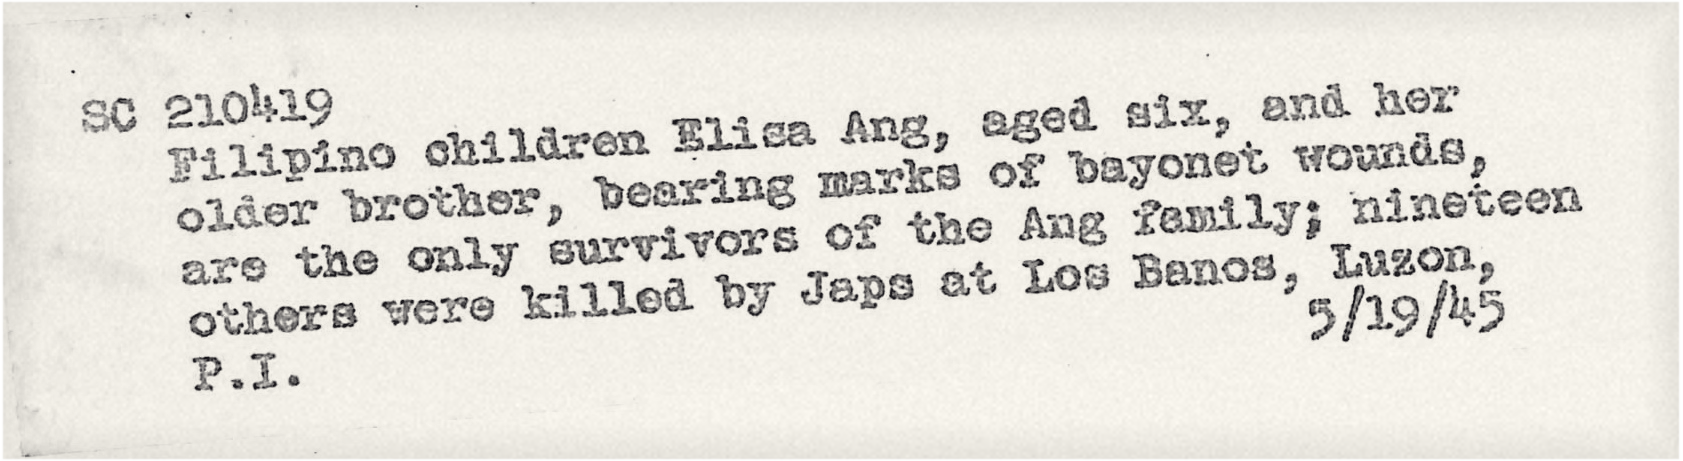 SC 210419
Filipino children Elisa Ang, aged six, and her
older brother, bearing marks of bayonet wounds,
are the only survivors of the Ang family; nineteen
others were killed by Japs at Los Banos, Luzon,
P.I.
5/19/45